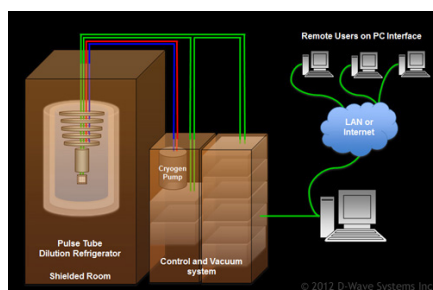 Remote Users on PC Interface
LAN or
Internet
Cryogen
Pump
Pulse Tube
Dilution Refrigerator
Control and Vacuum
system
Shielded Room
© 2012 D-Wave Systems Inc